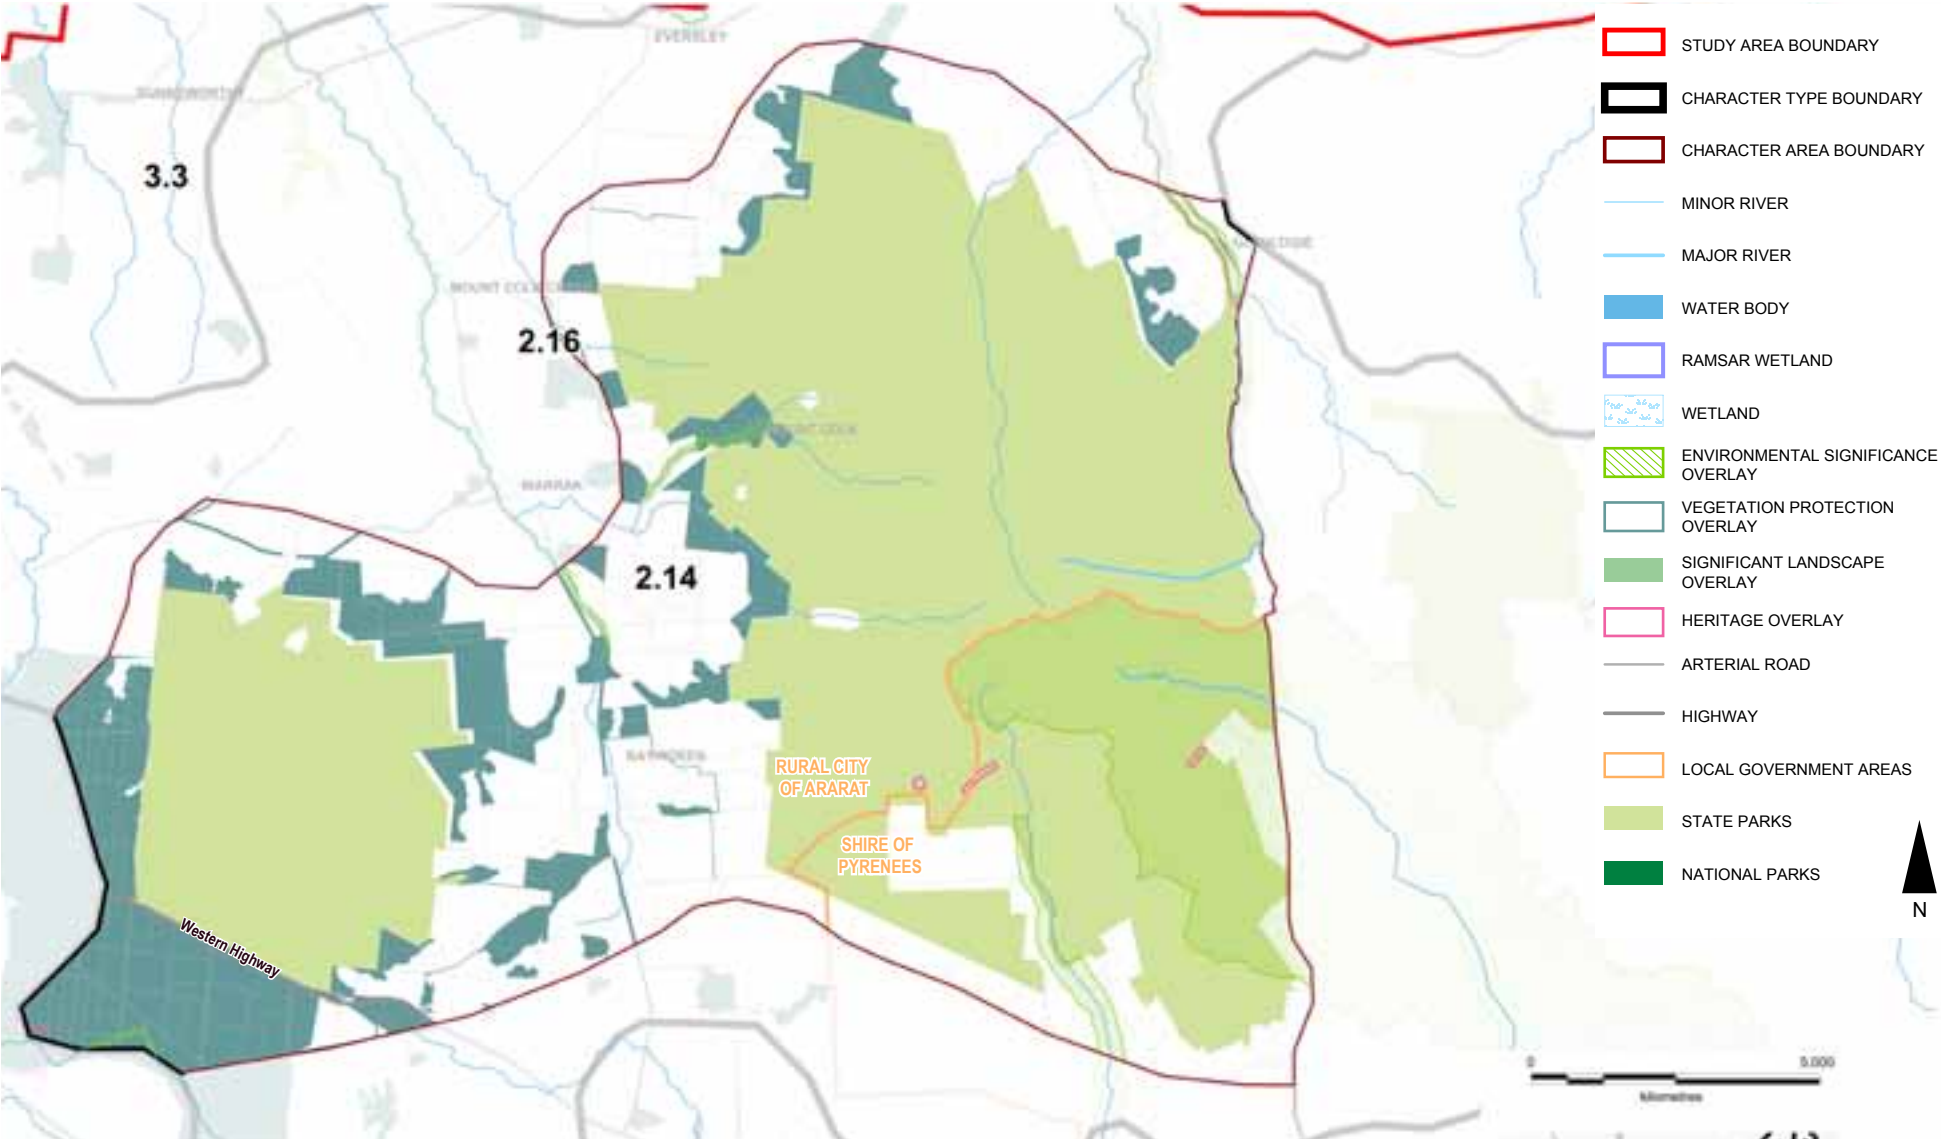 EVERSLEY
3.3
2.16
WARRAK
2.14
RAGLAN
RURAL CITY
OF ARARAT
SHIRE OF
PYRENEES
Western Highway
STUDY AREA BOUNDARY
CHARACTER TYPE BOUNDARY
CHARACTER AREA BOUNDARY
MINOR RIVER
MAJOR RIVER
WATER BODY
RAMSAR WETLAND
WETLAND
ENVIRONMENTAL SIGNIFICANCE
OVERLAY
VEGETATION PROTECTION
OVERLAY
SIGNIFICANT LANDSCAPE
OVERLAY
HERITAGE OVERLAY
ARTERIAL ROAD
HIGHWAY
LOCAL GOVERNMENT AREAS
STATE PARKS
NATIONAL PARKS
N
0 5,000
kilometres